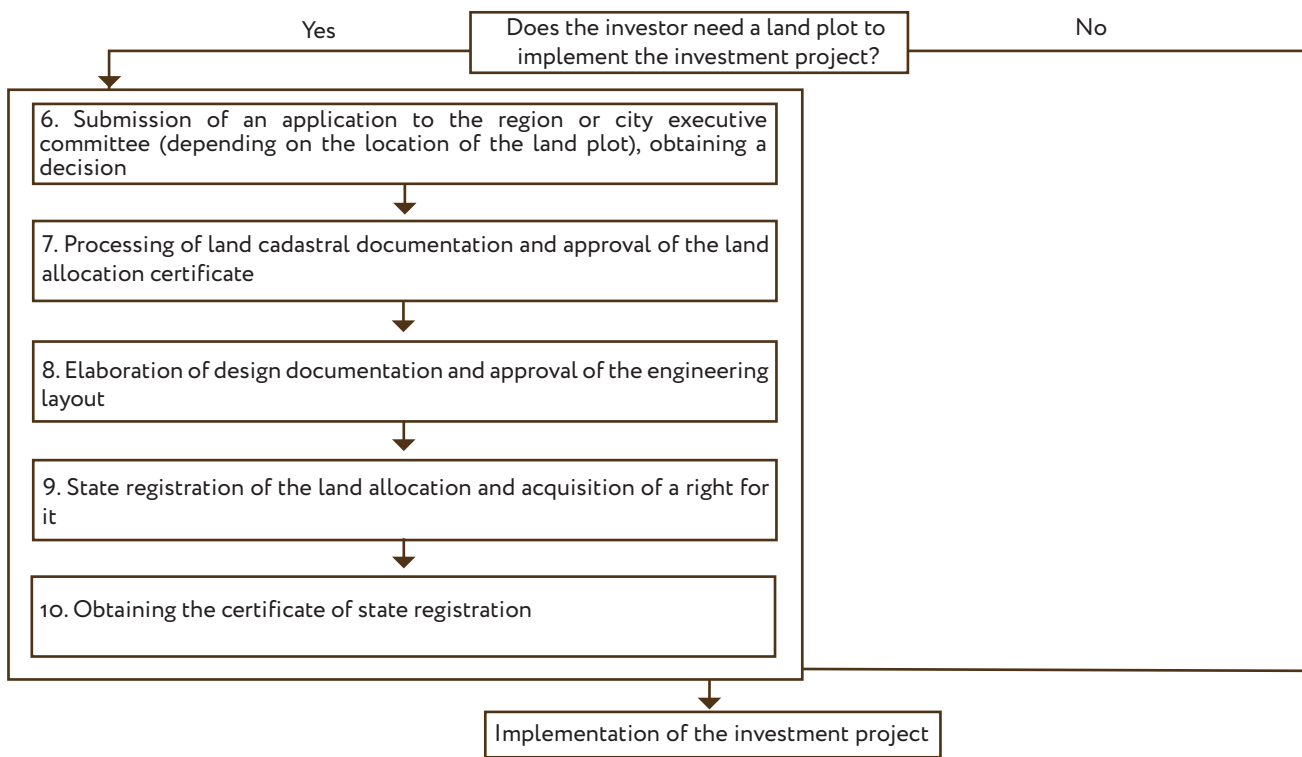 Yes
Does the investor need a land plot to
implement the investment project?
No
6. Submission of an application to the region or city executive
committee (depending on the location of the land plot), obtaining a
decision
7. Processing of land cadastral documentation and approval of the land
allocation certificate
8. Elaboration of design documentation and approval of the engineering
layout
9. State registration of the land allocation and acquisition of a right for
it
10. Obtaining the certificate of state registration
Implementation of the investment project